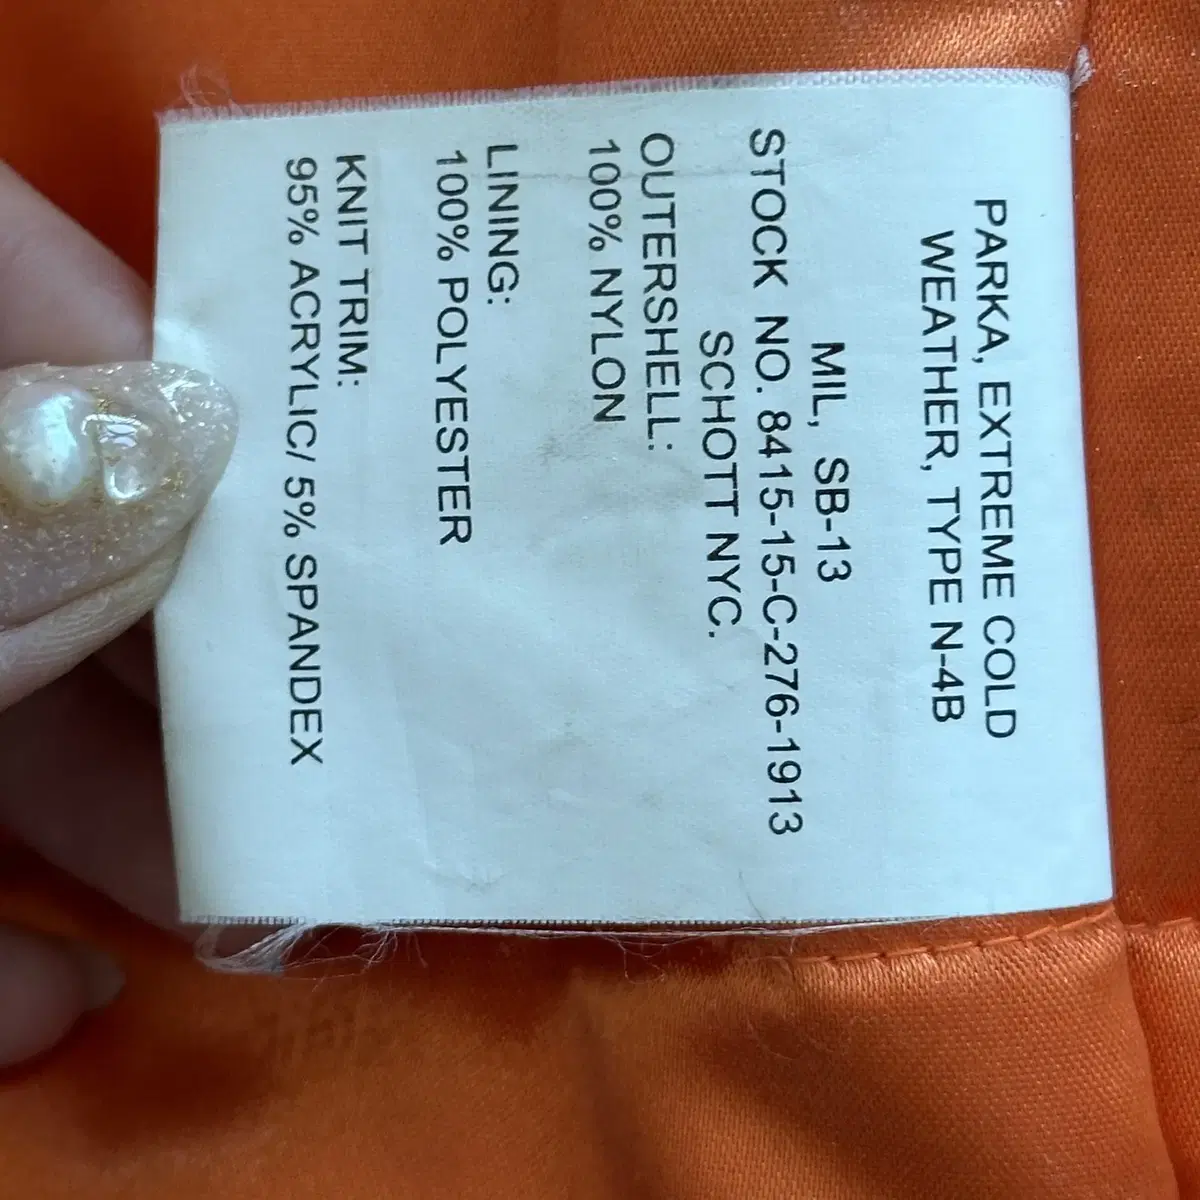 PARKA, EXTREME COLD
WEATHER, TYPE N-4B
MIL, SB-13
STOCK NO. 8415-15-C-276-1913
SCHOTT NYC.
OUTERSHELL:
100% NYLON
LINING:
100% POLYESTER
KNIT TRIM:
95% ACRYLIC/ 5% SPANDEX